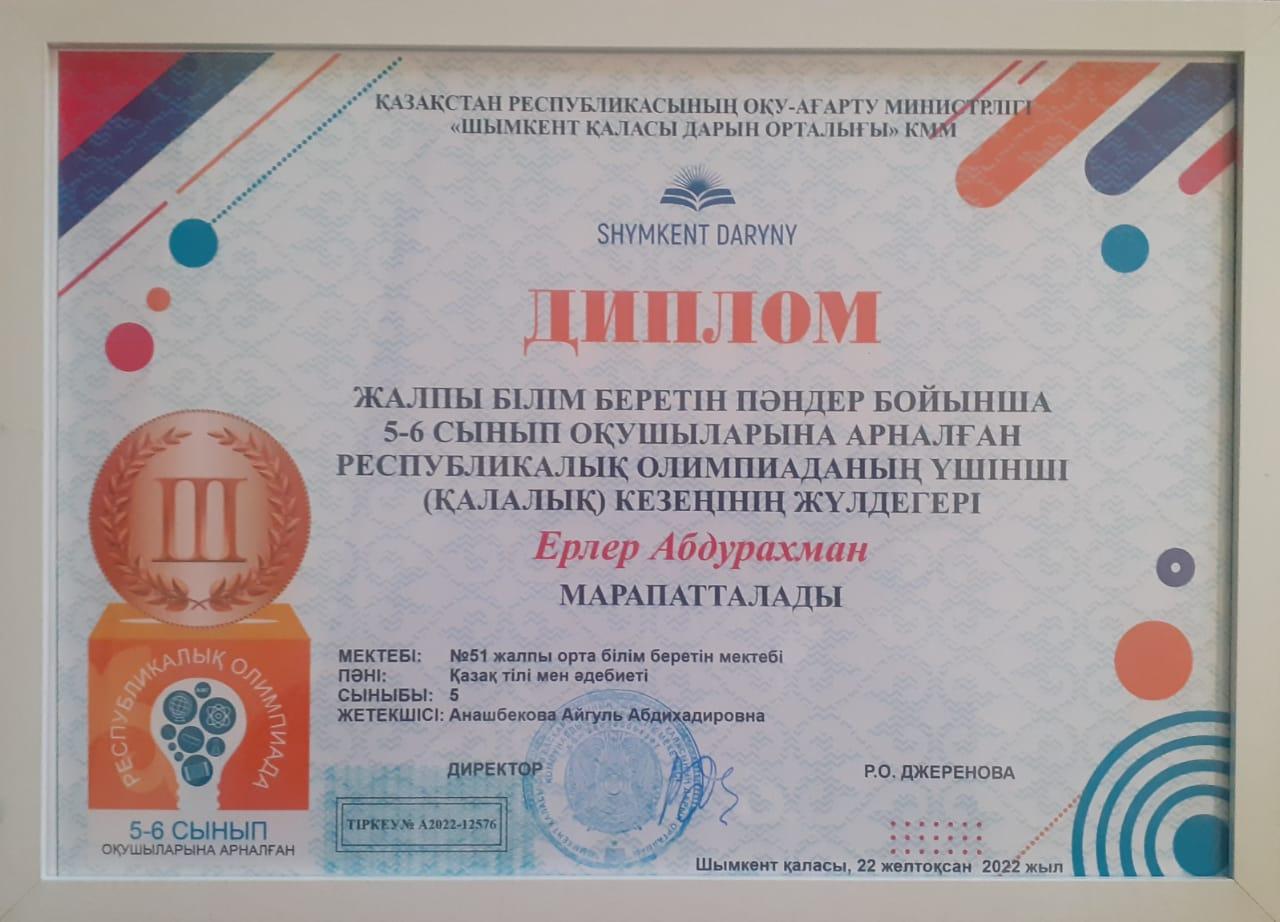 ҚАЗАҚСТАН РЕСПУБЛИКАСЫНЫҢ ОҚУ-АҒАРТУ МИНИСТРЛІГІ
«ШЫМКЕНТ ҚАЛАСЫ ДАРЫН ОРТАЛЫҒЫ» КММ
SHYMKENT DARYNY
ДИПЛОМ
ЖАЛПЫ БІЛІМ БЕРЕТІН ПӘНДЕР БОЙЫНША
5-6 СЫНЫП ОҚУШЫЛАРЫНА АРНАЛҒАН
РЕСПУБЛИКАЛЫҚ ОЛИМПИАДАНЫҢ ҮШІНШІ
(ҚАЛАЛЫҚ) КЕЗЕҢІНІҢ ЖҮЛДЕГЕРІ
Ерлер Абдурахман
МАРАПАТТАЛАДЫ
III
РЕСПУБЛИКАЛЫҚ ОЛИМПИАДА
5-6 СЫНЫП
ОҚУШЫЛАРЫНА АРНАЛҒАН
МЕКТЕБІ: №51 жалпы орта білім беретін мектебі
ПӘНІ: Қазақ тілі мен әдебиеті
СЫНЫБЫ: 5
ЖЕТЕКШІСІ: Анашбекова Айгуль Абдихадировна
ДИРЕКТОР Р.О. ДЖЕРЕНОВА
ТІРКЕУ№ А2022-12576
Шымкент қаласы, 22 желтоқсан 2022 жыл